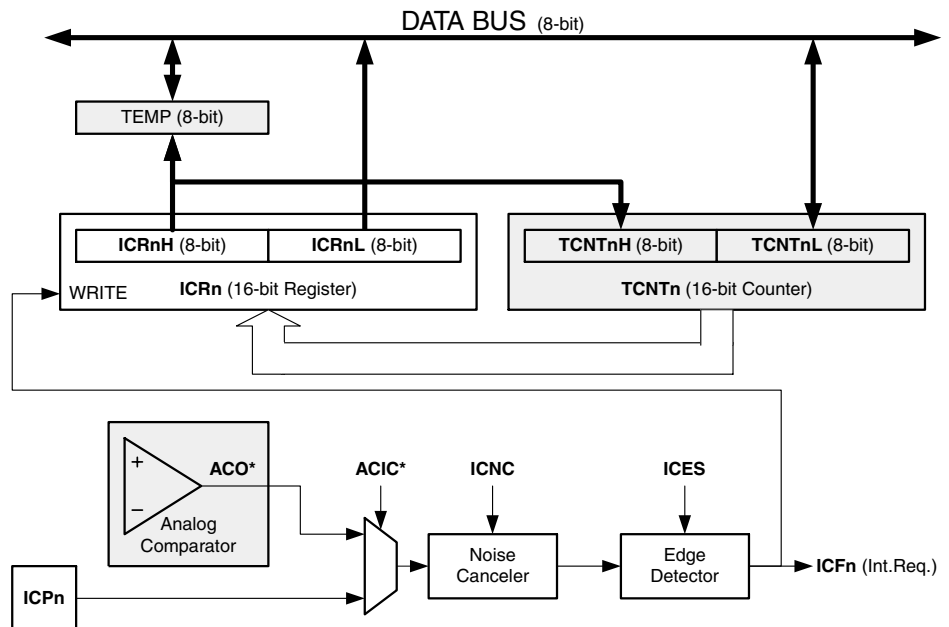 DATA BUS (8-bit)
TEMP (8-bit)
ICRnH (8-bit) ICRnL (8-bit)
WRITE
ICRn (16-bit Register)
TCNTnH (8-bit) TCNTnL (8-bit)
TCNTn (16-bit Counter)
+
−
ACO*
Analog
Comparator
ACIC*
ICNC
ICES
Noise
Canceler
Edge
Detector
ICFn (Int.Req.)
ICPn